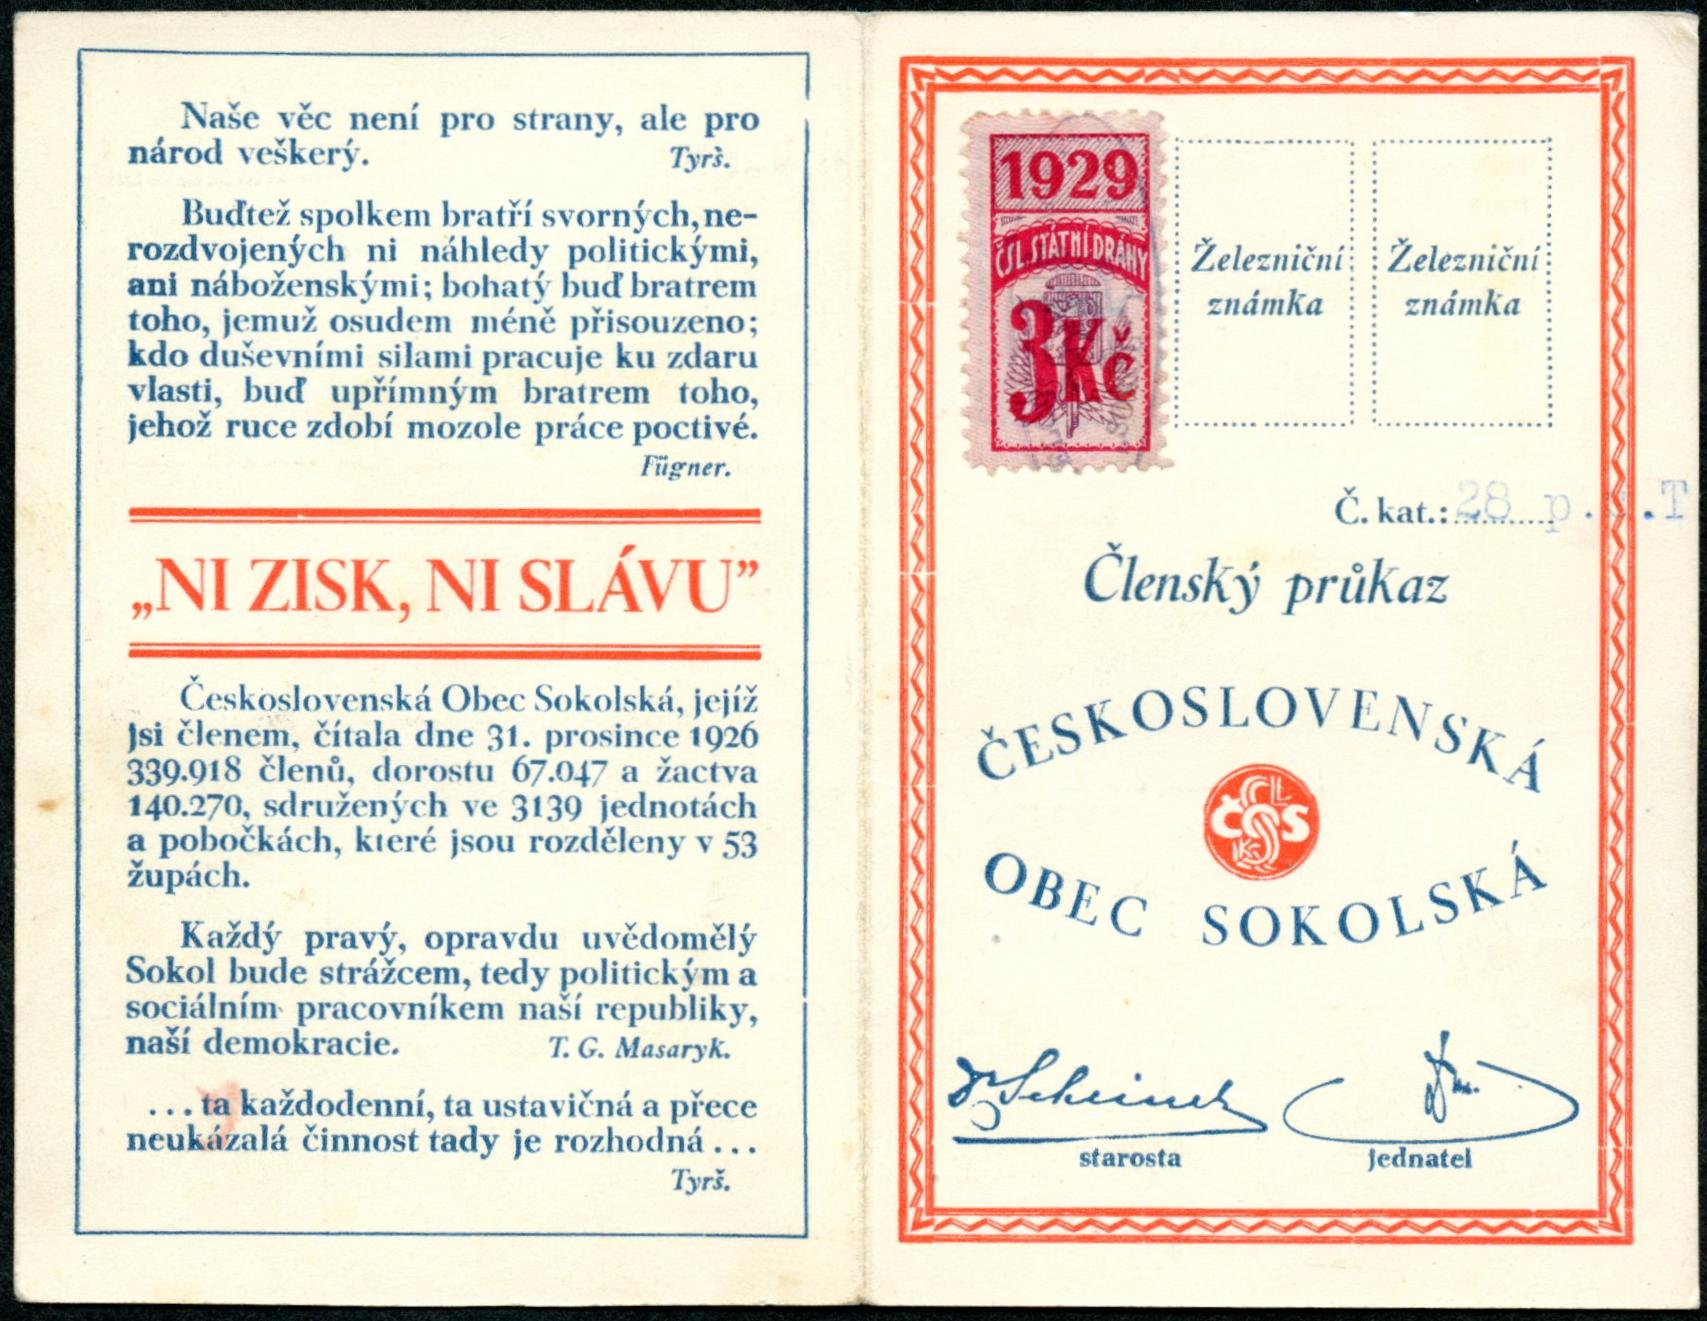 Naše věc není pro strany, ale pro
národ veškerý. Tyrš.
Buďtež spolkem bratří svorných, ne-
rozdvojených ni náhledy politickými,
ani náboženskými; bohatý buď bratrem
toho, jemuž osudem méně přisouzeno;
kdo duševními silami pracuje ku zdaru
vlasti, buď upřímným bratrem toho,
jehož ruce zdobí mozole práce poctivé.
Fügner.
„NI ZISK, NI SLÁVU”
Československá Obec Sokolská, jejíž
jsi členem, čítala dne 31. prosince 1926
339.918 členů, dorostu 67.047 a žactva
140.270, sdružených ve 3139 jednotách
a pobočkách, které jsou rozděleny v 53
župách.
Každý pravý, opravdu uvědomělý
Sokol bude strážcem, tedy politickým a
sociálním pracovníkem naší republiky,
naší demokracie. T. G. Masaryk.
...ta každodenní, ta ustavičná a přece
neukázalá činnost tady je rozhodná...
Tyrš.
1929
ČSL. STÁTNÍ DRÁHY
3 Kč
Železniční
známka
Železniční
známka
Č. kat.: 28
Členský průkaz
ČESKOSLOVENSKÁ
ČOS
OBEC SOKOLSKÁ
Dr Scheiner
starosta
jednatel